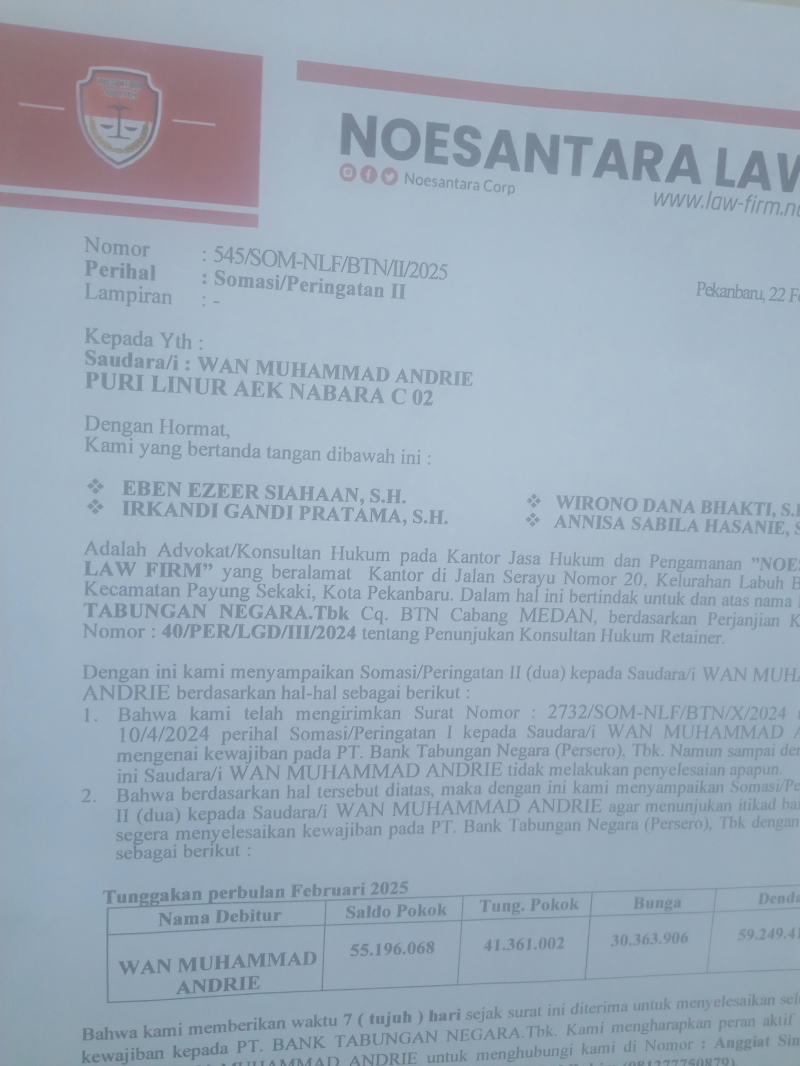 NOESANTARA LAW
Noesantara Corp
www.law-firm.
Nomor : 545/SOM-NLF/BTN/II/2025
Perihal : Somasi/Peringatan II
Lampiran : -
Pekanbaru, 22
Kepada Yth :
Saudara/i : WAN MUHAMMAD ANDRIE
PURI LINUR AEK NABARA C 02
Dengan Hormat,
Kami yang bertanda tangan dibawah ini :
❖ EBEN EZEER SIAHAAN, S.H.
❖ WIRONO DANA BHAKTI,
❖ IRKANDI GANDI PRATAMA, S.H.
❖ ANNISA SABILA HASANIE,
Adalah Advokat/Konsultan Hukum pada Kantor Jasa Hukum dan Pengamanan
LAW FIRM” yang beralamat Kantor di Jalan Serayu Nomor 20, Kelurahan Labuh
Kecamatan Payung Sekaki, Kota Pekanbaru. Dalam hal ini bertindak untuk dan atas nama
TABUNGAN NEGARA.Tbk Cq. BTN Cabang MEDAN, berdasarkan Perjanjian
Nomor : 40/PER/LGD/III/2024 tentang Penunjukan Konsultan Hukum Retainer.
Dengan ini kami menyampaikan Somasi/Peringatan II (dua) kepada Saudara/i WAN
ANDRIE berdasarkan hal-hal sebagai berikut :
1. Bahwa kami telah mengirimkan Surat Nomor : 2732/SOM-NLF/BTN/X/2024
10/4/2024 perihal Somasi/Peringatan I kepada Saudara/i WAN MUHAMMAD
mengenai kewajiban pada PT. Bank Tabungan Negara (Persero), Tbk. Namun sampai
ini Saudara/i WAN MUHAMMAD ANDRIE tidak melakukan penyelesaian apapun.
2. Bahwa berdasarkan hal tersebut diatas, maka dengan ini kami menyampaikan
II (dua) kepada Saudara/i WAN MUHAMMAD ANDRIE agar menunjukan itikad
segera menyelesaikan kewajiban pada PT. Bank Tabungan Negara (Persero), Tbk dengan
sebagai berikut :
Tunggakan perbulan Februari 2025
Nama Debitur Saldo Pokok Tung. Pokok Bunga Denda
WAN MUHAMMAD ANDRIE 55.196.068 41.361.002 30.363.906 59.249.
Bahwa kami memberikan waktu 7 ( tujuh ) hari sejak surat ini diterima untuk menyelesaikan
kewajiban kepada PT. BANK TABUNGAN NEGARA.Tbk. Kami mengharapkan peran aktif
MUHAMMAD ANDRIE untuk menghubungi kami di Nomor : Anggiat